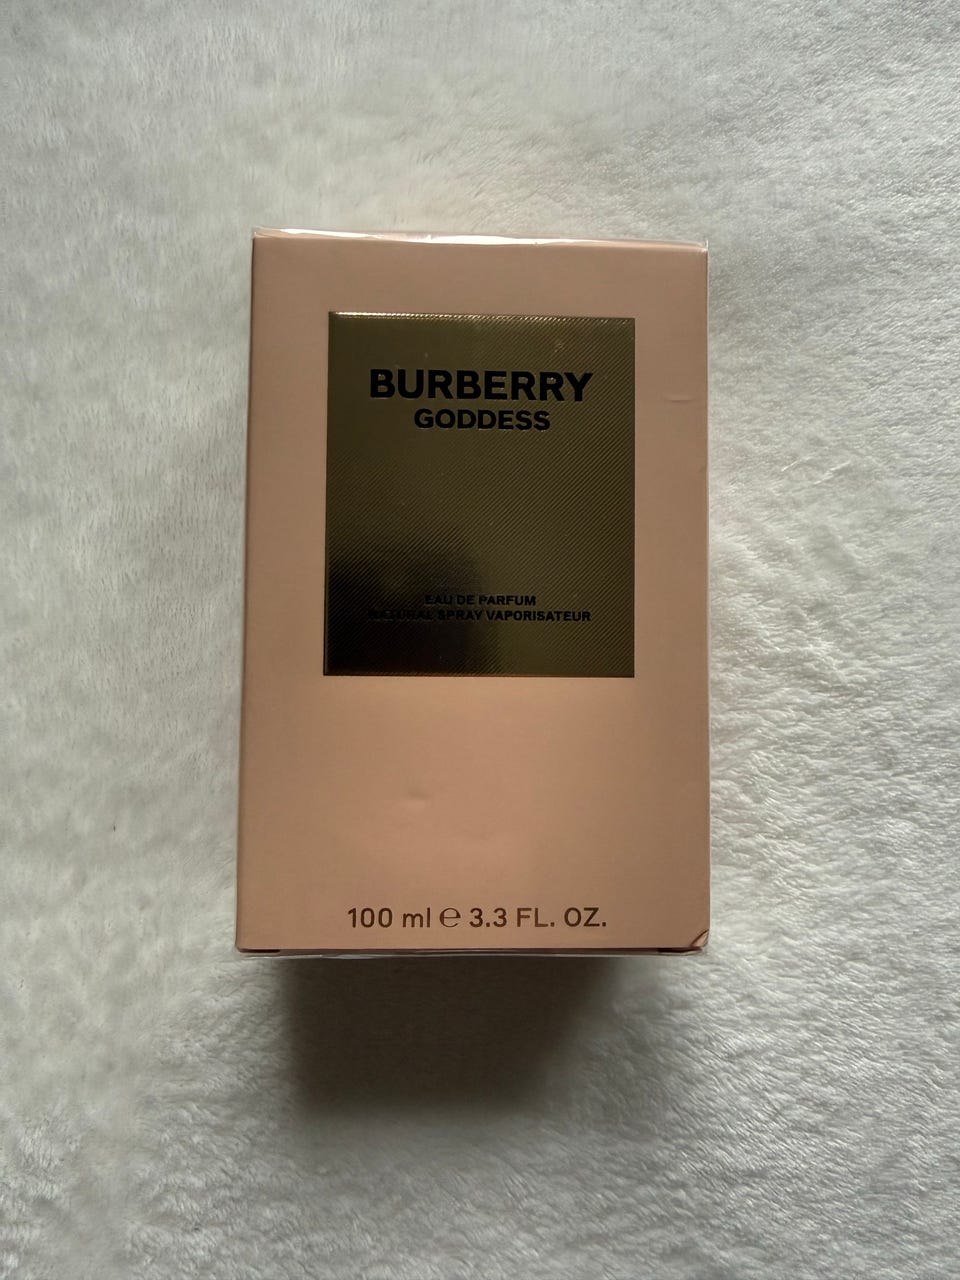 BURBERRY
GODDESS
EAU DE PARFUM
NATURAL SPRAY VAPORISATEUR
100 ml ℮ 3.3 FL. OZ.